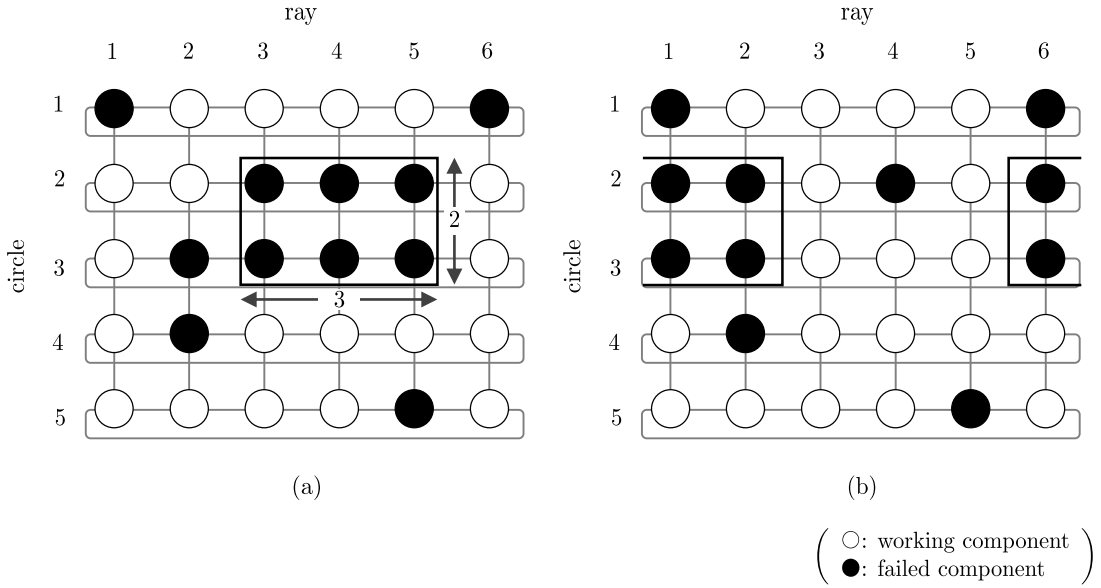 ray ray
1 2 3 4 5 6 1 2 3 4 5 6
1 1
2 2 2
circle circle
3 3
3
4 4
5 5
(a) (b)
: working component
: failed component